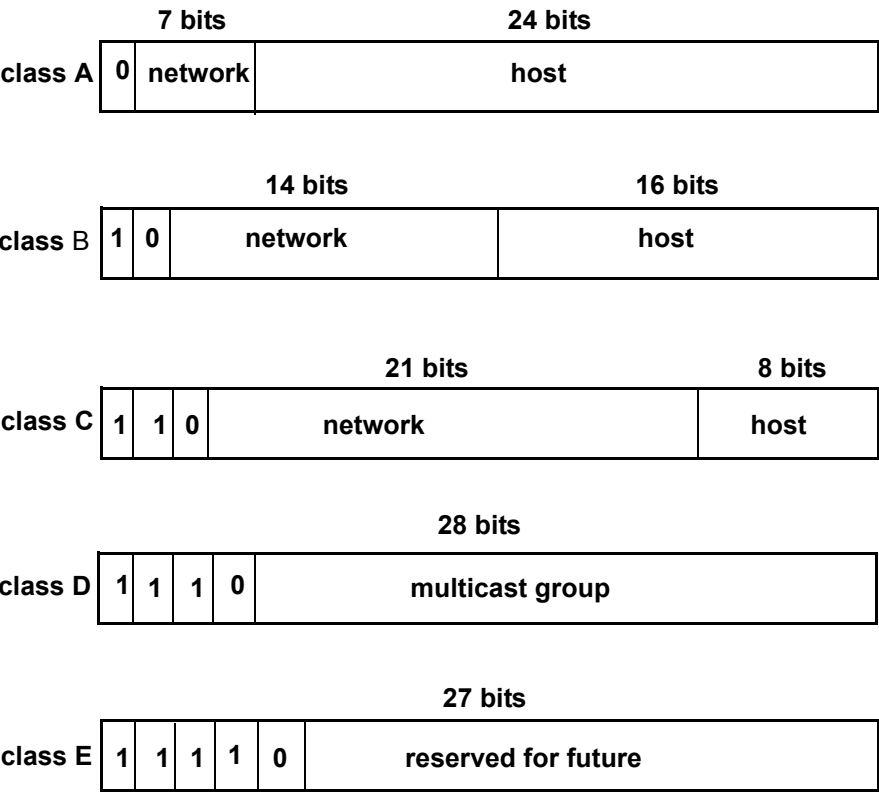 7 bits 24 bits
class A 0 network host
14 bits 16 bits
class B 1 0 network host
21 bits 8 bits
class C 1 1 0 network host
28 bits
class D 1 1 1 0 multicast group
27 bits
class E 1 1 1 1 0 reserved for future